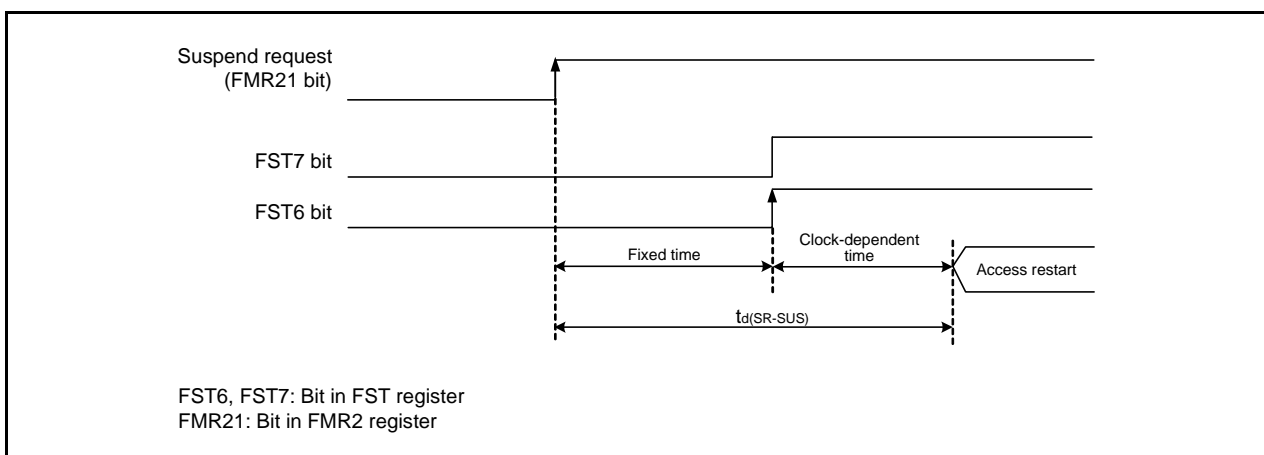 Suspend request
(FMR21 bit)
FST7 bit
FST6 bit
Fixed time
Clock-dependent
time
Access restart
td(SR-SUS)
FST6, FST7: Bit in FST register
FMR21: Bit in FMR2 register